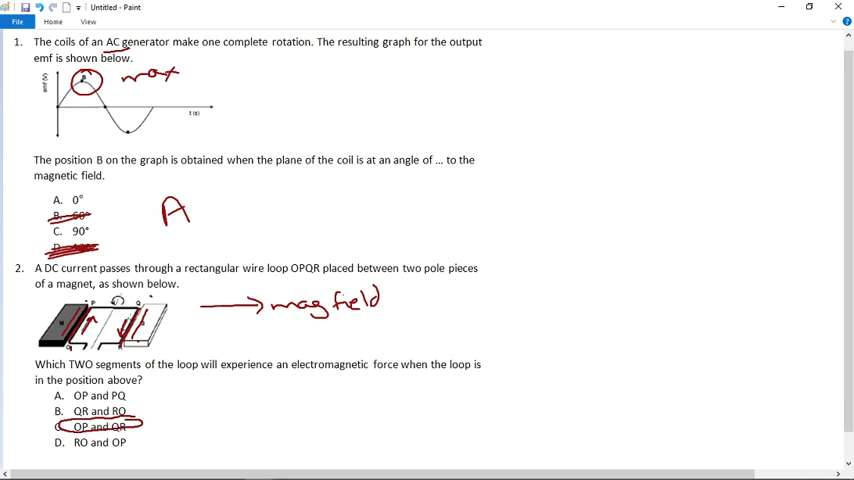 Untitled - Paint
File Home View
1. The coils of an AC generator make one complete rotation. The resulting graph for the output
emf is shown below.
max
B
emf (V)
t (s)
The position B on the graph is obtained when the plane of the coil is at an angle of ... to the
magnetic field.
A. 0°
B. 60°
C. 90°
D.
A
2. A DC current passes through a rectangular wire loop OPQR placed between two pole pieces
of a magnet, as shown below.
mag field
P Q
N S
O R
Which TWO segments of the loop will experience an electromagnetic force when the loop is
in the position above?
A. OP and PQ
B. QR and RO
C. OP and QR
D. RO and OP